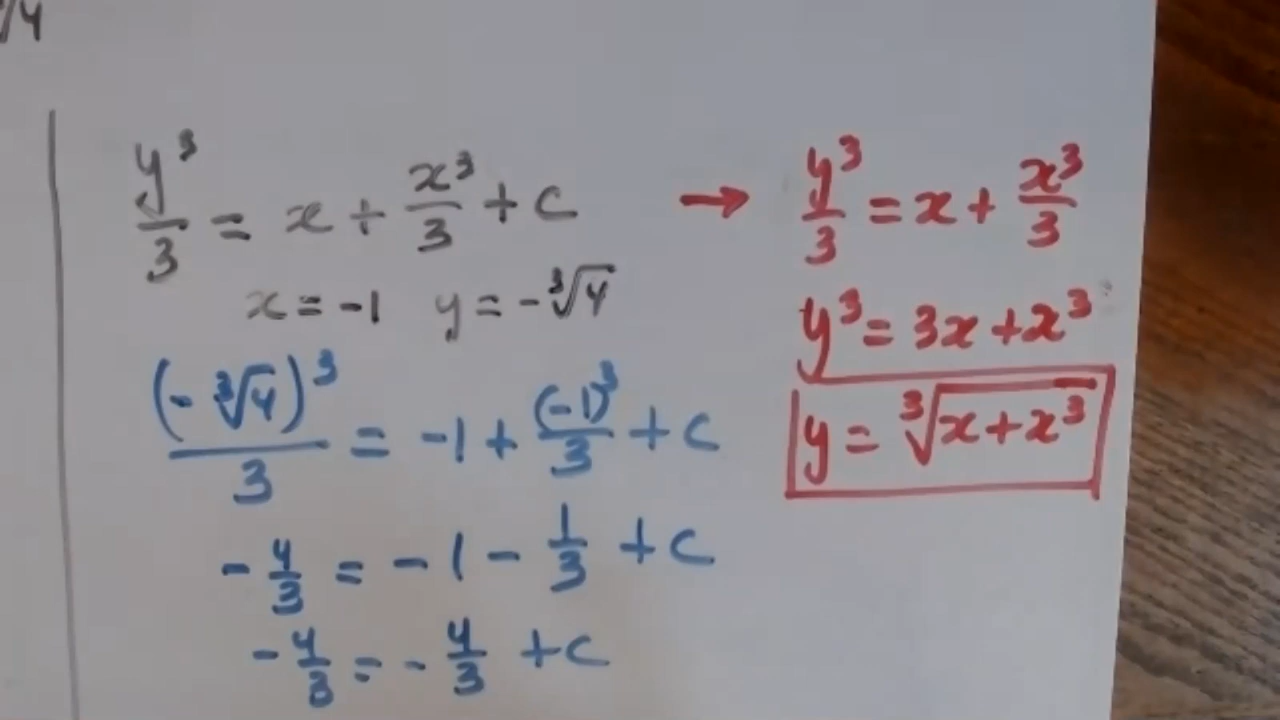 /4
y³/3 = x + x³/3 + c
x = -1 y = -∛4
(-∛4)³/3 = -1 + (-1)³/3 + c
-4/3 = -1 - 1/3 + c
-4/3 = -4/3 + c
→ y³/3 = x + x³/3
y³ = 3x + x³
y = ∛(x + x³)